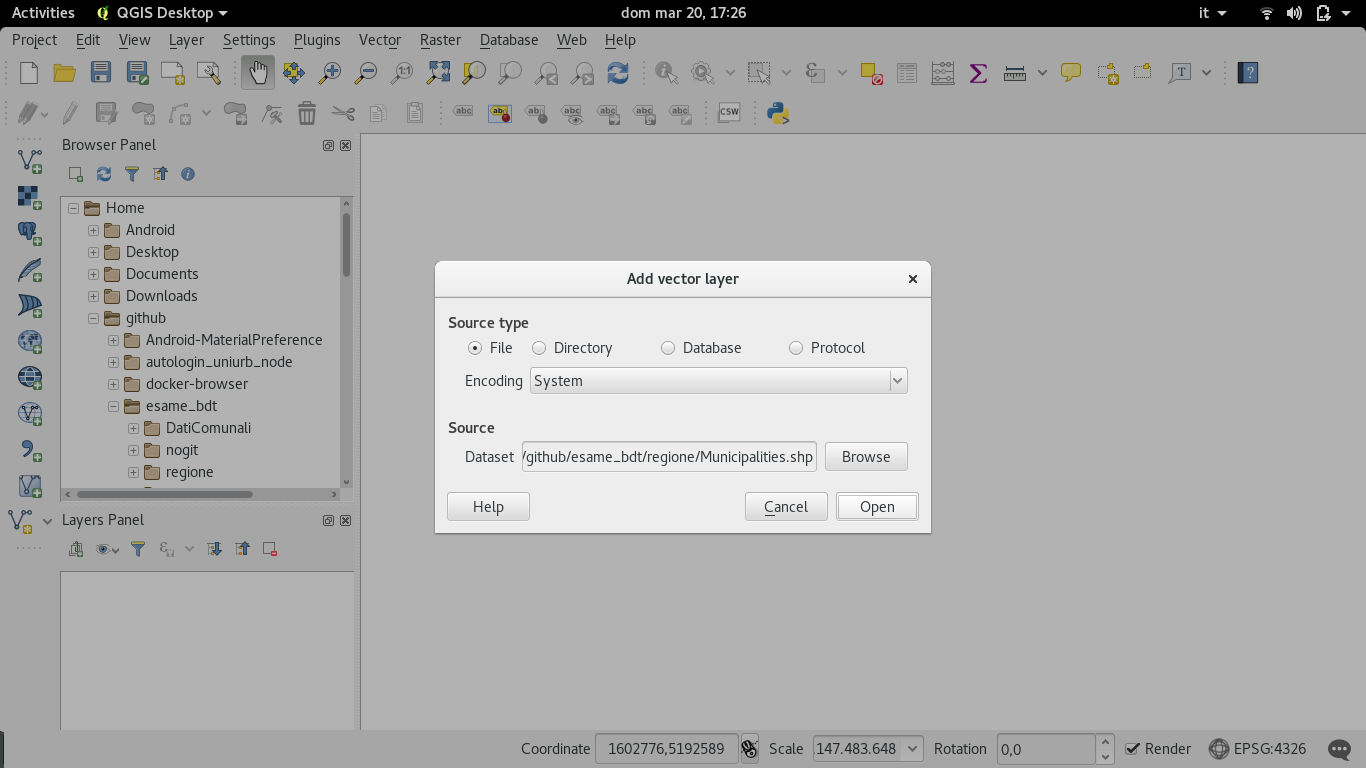 Activities QGIS Desktop dom mar 20, 17:26 it
Project Edit View Layer Settings Plugins Vector Raster Database Web Help
1:1 T ?
abc abc abc abc abc abc abc CSW
Browser Panel
Home
Android
Desktop
Documents
Downloads
github
Android-MaterialPreference
autologin_uniurb_node
docker-browser
esame_bdt
DatiComunali
nogit
regione
Layers Panel
Add vector layer
Source type
File Directory Database Protocol
Encoding System
Source
Dataset /github/esame_bdt/regione/Municipalities.shp Browse
Help Cancel Open
Coordinate 1602776,5192589 Scale 147.483.648 Rotation 0,0 Render EPSG:4326